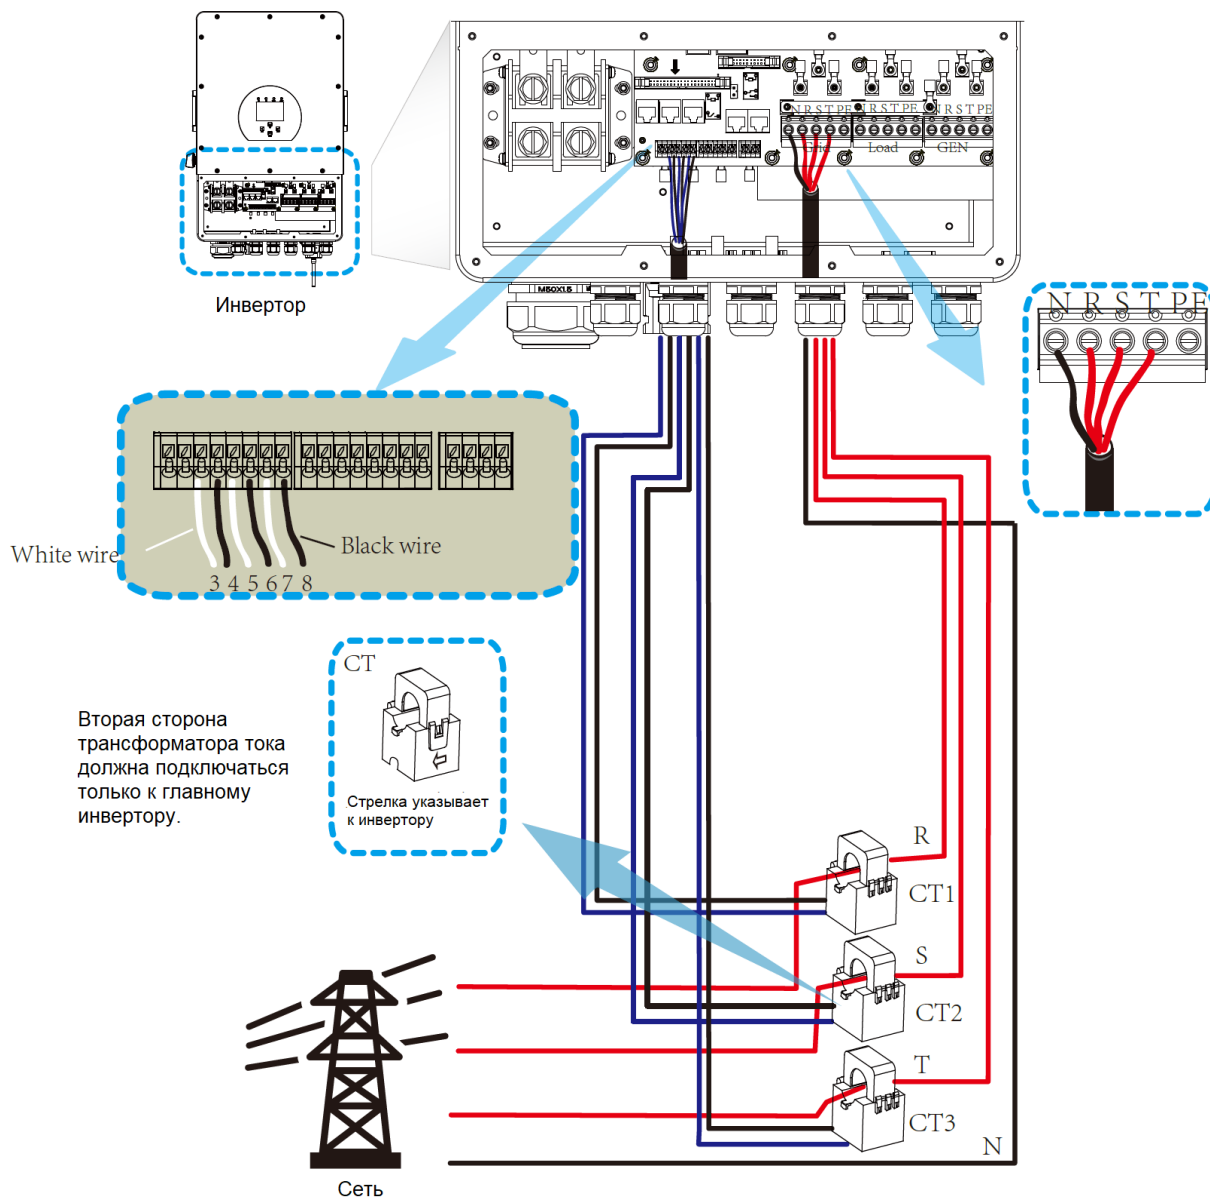 N R S T PE
N R S T PE
N R S T PE
Grid
Load
GEN
M50X1.5
Инвертор
N R S T PE
White wire
Black wire
3 4 5 6 7 8
CT
Стрелка указывает
к инвертору
Вторая сторона
трансформатора тока
должна подключаться
только к главному
инвертору.
R
CT1
S
CT2
T
CT3
N
Сеть